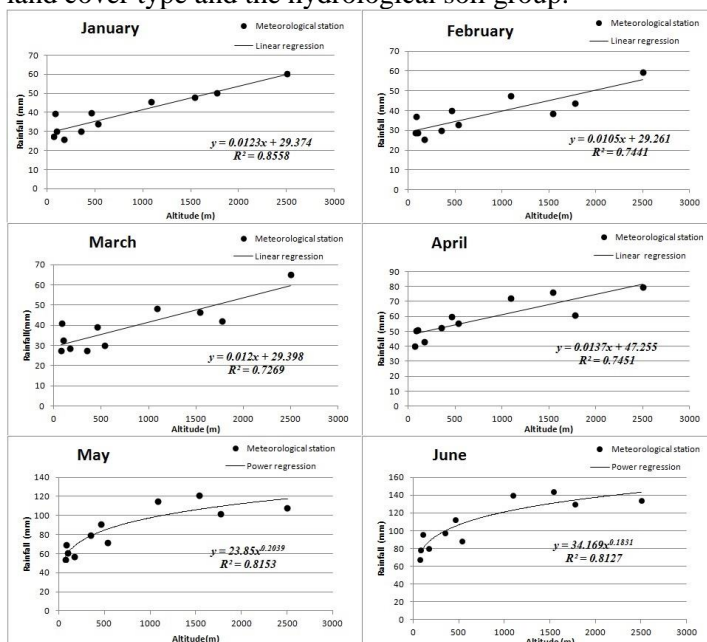 land cover type and the hydrological soil group.
January
Meteorological station
Linear regression
70
60
50
40
30
20
10
0
Rainfall (mm)
y = 0.0123x + 29.374
R² = 0.8558
0 500 1000 1500 2000 2500 3000
Altitude (m)
February
Meteorological station
Linear regression
70
60
50
40
30
20
10
0
Rainfall (mm)
y = 0.0105x + 29.261
R² = 0.7441
0 500 1000 1500 2000 2500 3000
Altitude(m)
March
Meteorological station
Linear regression
70
60
50
40
30
20
10
0
Rainfall(mm)
y = 0.012x + 29.398
R² = 0.7269
0 500 1000 1500 2000 2500 3000
Altitude (m)
April
Meteorological station
Linear regression
90
80
70
60
50
40
30
20
10
0
Rainfall (mm)
y = 0.0137x + 47.255
R² = 0.7451
0 500 1000 1500 2000 2500 3000
Altitude (m)
May
Meteorological station
Power regression
140
120
100
80
60
40
20
0
Rainfall (mm)
y = 23.85x^0.2039
R² = 0.8153
0 500 1000 1500 2000 2500 3000
Altitude(m)
June
Meteorological station
Power regression
160
140
120
100
80
60
40
20
0
Rainfall (mm)
y = 34.169x^0.1831
R² = 0.8127
0 500 1000 1500 2000 2500 3000
Altitude (m)